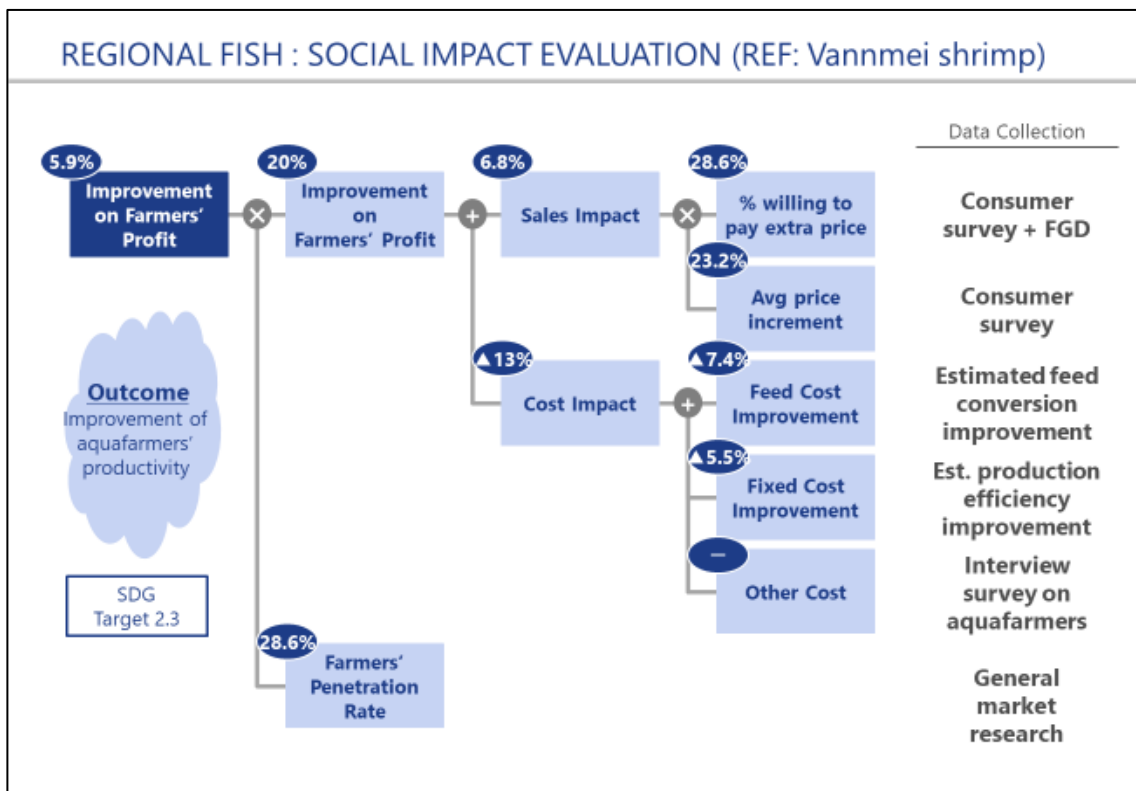 REGIONAL FISH : SOCIAL IMPACT EVALUATION (REF: Vannmei shrimp)
Data Collection
5.9%
Improvement
on Farmers'
Profit
20%
Improvement
on
Farmers' Profit
6.8%
Sales Impact
28.6%
% willing to
pay extra price
Consumer
survey + FGD
×
+
×
23.2%
Avg price
increment
Consumer
survey
▲13%
Cost Impact
+
▲7.4%
Feed Cost
Improvement
Estimated feed
conversion
improvement
▲5.5%
Fixed Cost
Improvement
Est. production
efficiency
improvement
−
Other Cost
Interview
survey on
aquafarmers
Outcome
Improvement of
aquafarmers'
productivity
SDG
Target 2.3
28.6%
Farmers'
Penetration
Rate
General
market
research